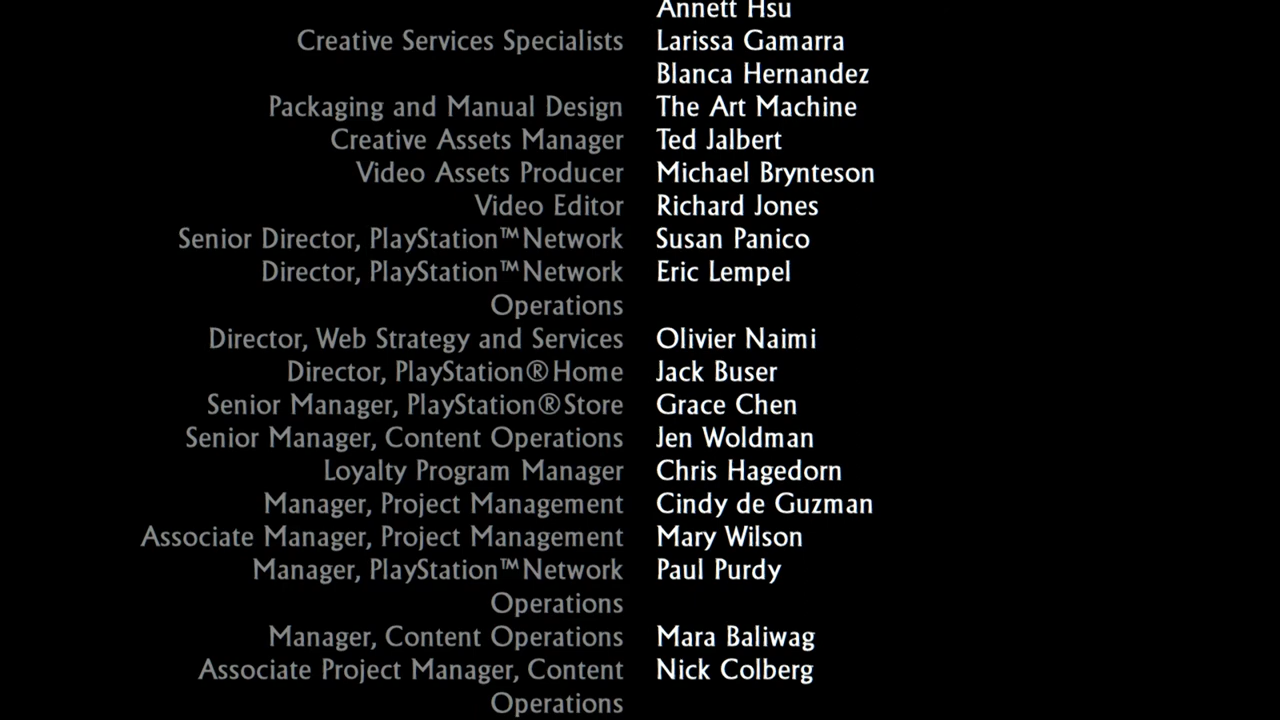 Annett Hsu
Creative Services Specialists Larissa Gamarra
Blanca Hernandez
Packaging and Manual Design The Art Machine
Creative Assets Manager Ted Jalbert
Video Assets Producer Michael Brynteson
Video Editor Richard Jones
Senior Director, PlayStation™Network Susan Panico
Director, PlayStation™Network Eric Lempel
Operations
Director, Web Strategy and Services Olivier Naimi
Director, PlayStation®Home Jack Buser
Senior Manager, PlayStation®Store Grace Chen
Senior Manager, Content Operations Jen Woldman
Loyalty Program Manager Chris Hagedorn
Manager, Project Management Cindy de Guzman
Associate Manager, Project Management Mary Wilson
Manager, PlayStation™Network Paul Purdy
Operations
Manager, Content Operations Mara Baliwag
Associate Project Manager, Content Nick Colberg
Operations